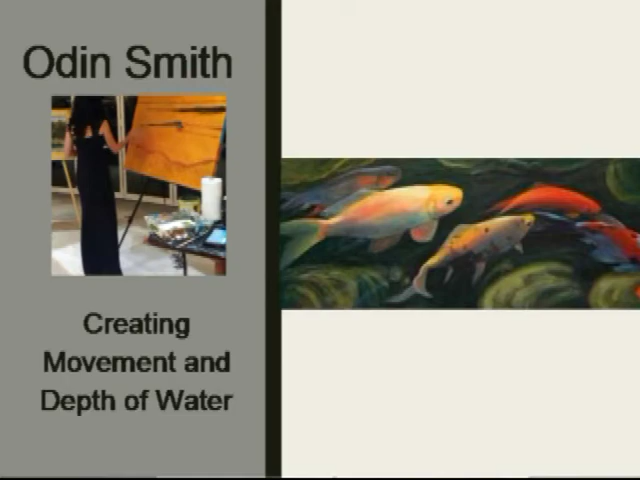 Odin Smith
Creating
Movement and
Depth of Water